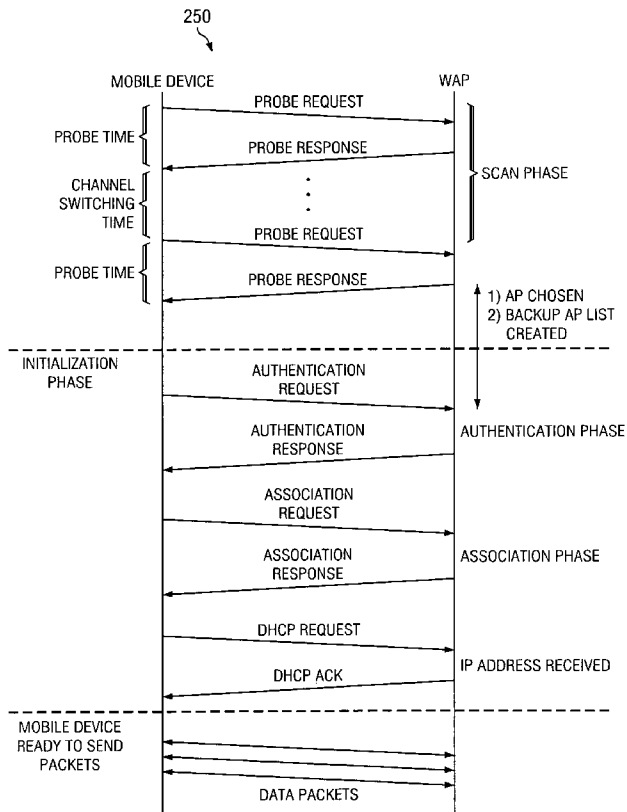 250
MOBILE DEVICE
WAP
PROBE REQUEST
PROBE TIME
PROBE RESPONSE
SCAN PHASE
CHANNEL
SWITCHING
TIME
PROBE REQUEST
PROBE TIME
PROBE RESPONSE
1) AP CHOSEN
2) BACKUP AP LIST
CREATED
INITIALIZATION
PHASE
AUTHENTICATION
REQUEST
AUTHENTICATION
RESPONSE
AUTHENTICATION PHASE
ASSOCIATION
REQUEST
ASSOCIATION
RESPONSE
ASSOCIATION PHASE
DHCP REQUEST
IP ADDRESS RECEIVED
DHCP ACK
MOBILE DEVICE
READY TO SEND
PACKETS
DATA PACKETS